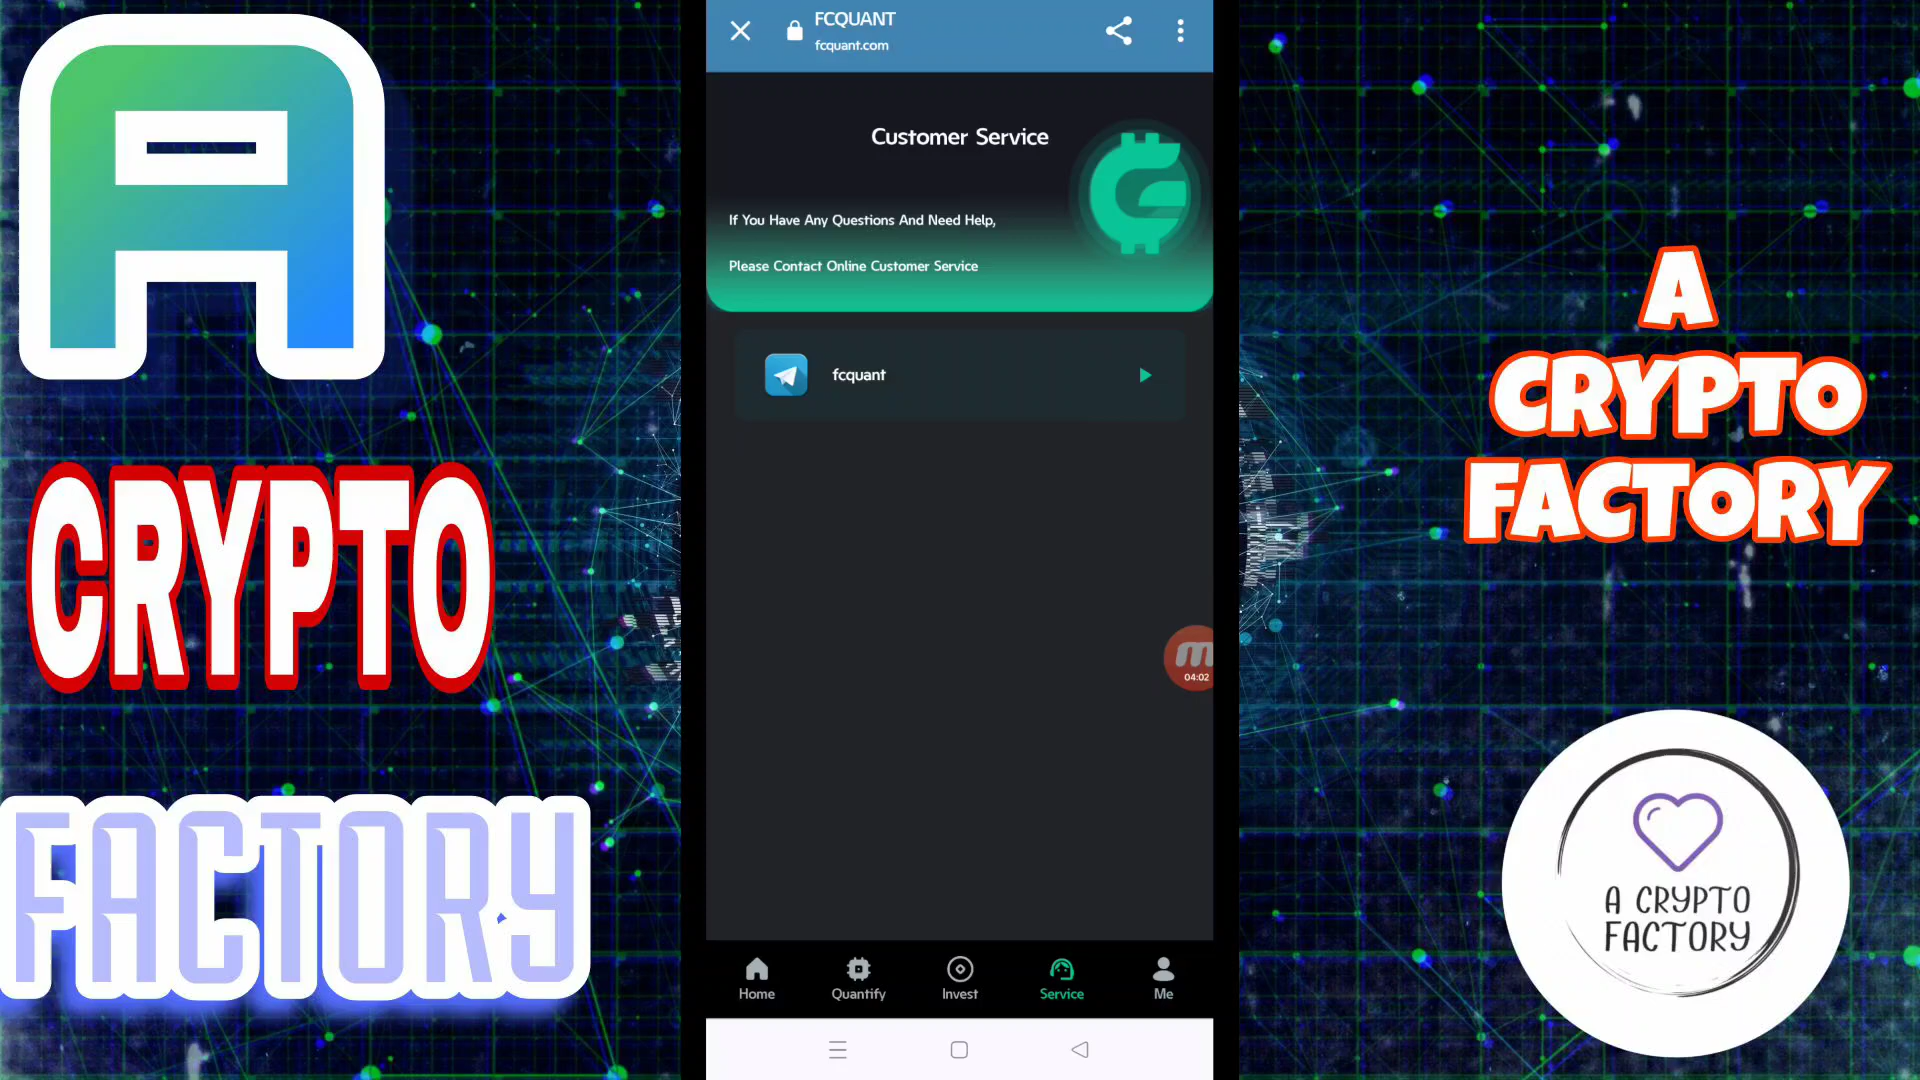 CRYPTO
FACTORY
FCQUANT
fcquant.com
Customer Service
If You Have Any Questions And Need Help,
Please Contact Online Customer Service
fcquant
04:02
Home
Quantify
Invest
Service
Me
A
CRYPTO
FACTORY
A CRYPTO
FACTORY